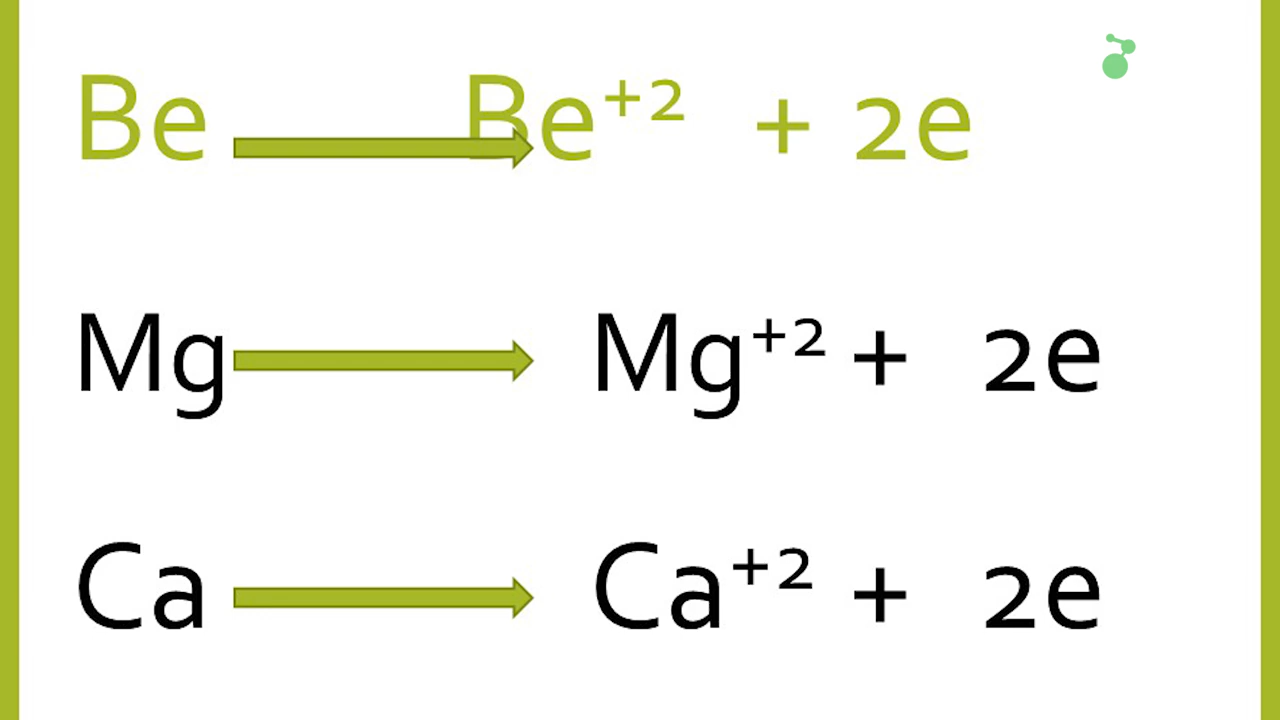 Be Be⁺² + 2e
Mg Mg⁺² + 2e
Ca Ca⁺² + 2e